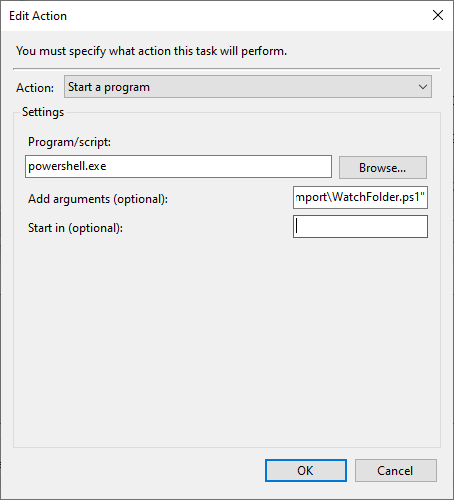 Edit Action
You must specify what action this task will perform.
Action: Start a program
Settings
Program/script:
powershell.exe
Browse...
Add arguments (optional): mport\WatchFolder.ps1"
Start in (optional):
OK Cancel